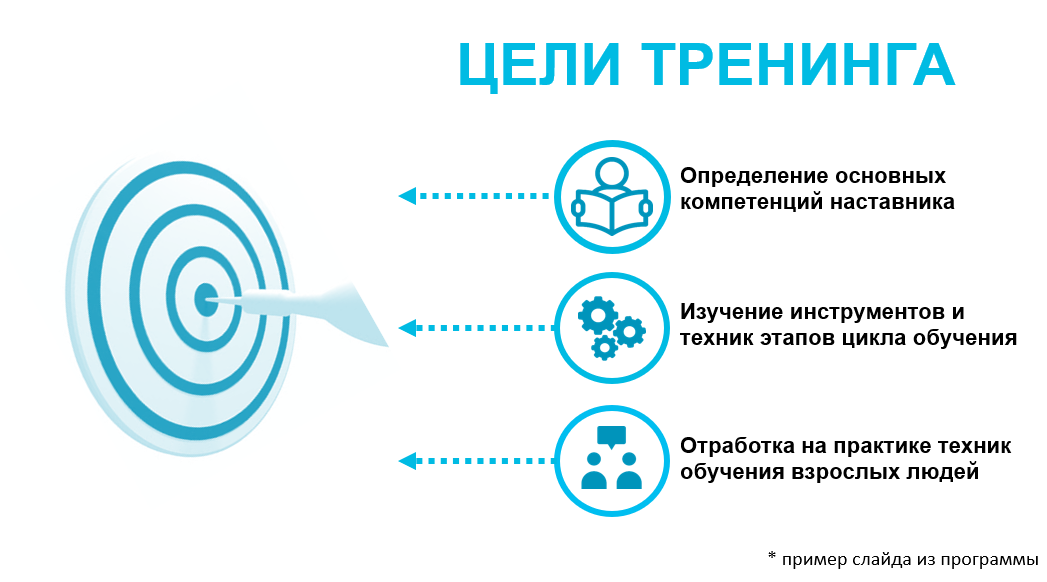 ЦЕЛИ ТРЕНИНГА
Определение основных
компетенций наставника
Изучение инструментов и
техник этапов цикла обучения
Отработка на практике техник
обучения взрослых людей
* пример слайда из программы